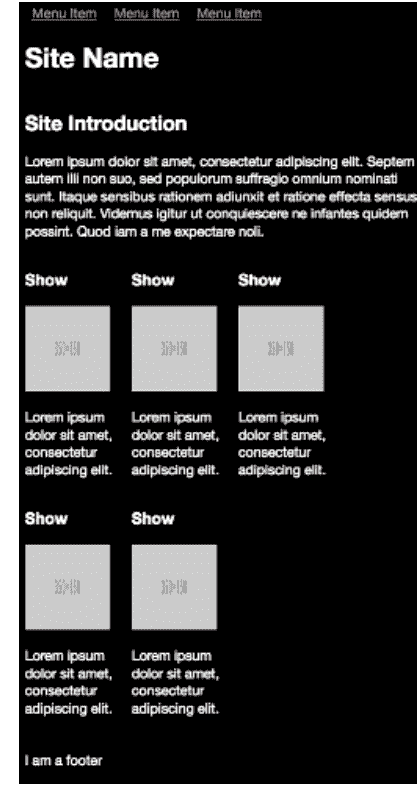 Menu Item Menu Item Menu Item
Site Name
Site Introduction
Lorem ipsum dolor sit amet, consectetur adipiscing elit. Septem
autem illi non suo, sed populorum suffragio omnium nominati
sunt. Itaque sensibus rationem adiunxit et ratione effecta sensus
non reliquit. Videmus igitur ut conquiescere ne infantes quidem
possint. Quod iam a me expectare noli.
Show
Lorem ipsum
dolor sit amet,
consectetur
adipiscing elit.
Show
Lorem ipsum
dolor sit amet,
consectetur
adipiscing elit.
Show
Lorem ipsum
dolor sit amet,
consectetur
adipiscing elit.
Show
Lorem ipsum
dolor sit amet,
consectetur
adipiscing elit.
Show
Lorem ipsum
dolor sit amet,
consectetur
adipiscing elit.
I am a footer